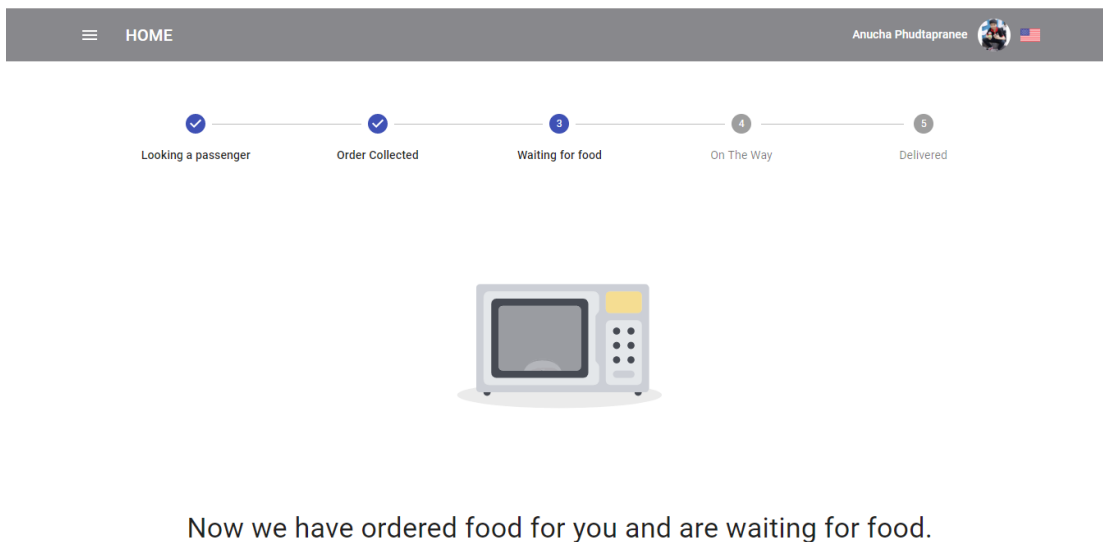 HOME
Anucha Phudtapranee
3
4
5
Looking a passenger
Order Collected
Waiting for food
On The Way
Delivered
Now we have ordered food for you and are waiting for food.